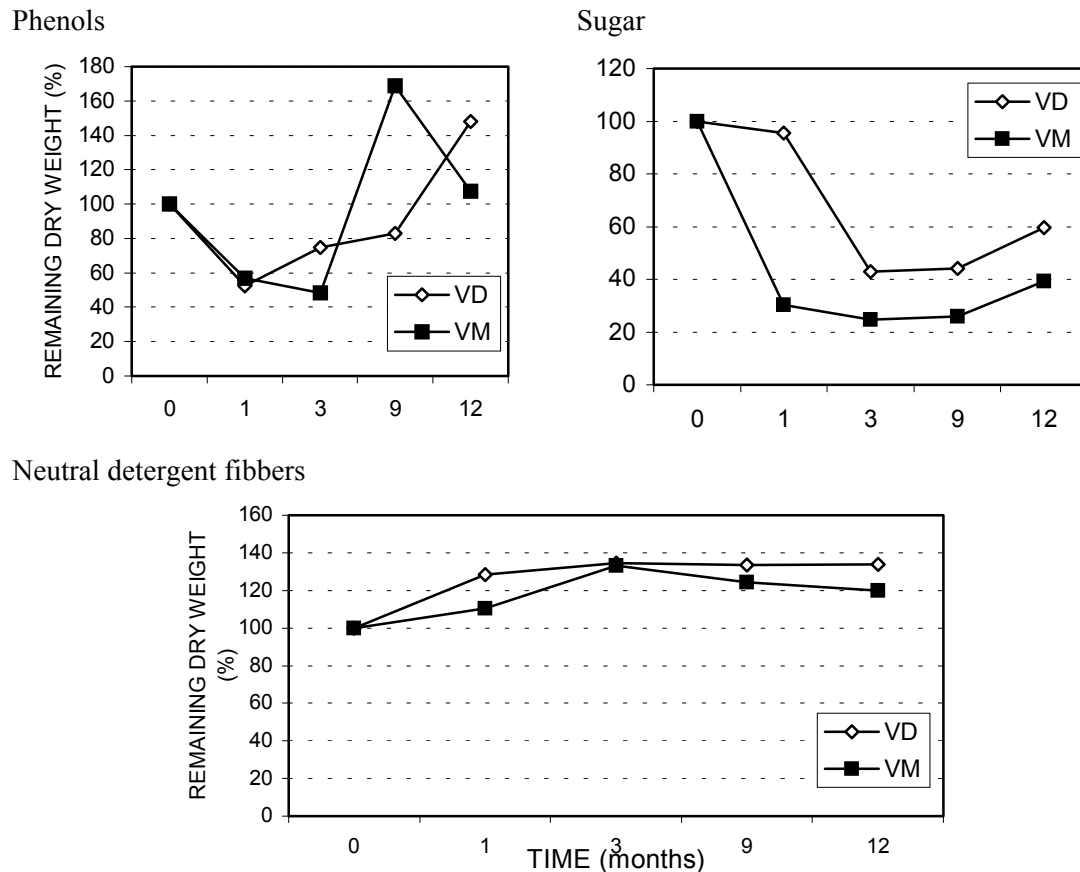 Phenols
REMAINING DRY WEIGHT (%)
180
160
140
120
100
80
60
40
20
0
0 1 3 9 12
VD
VM
Sugar
120
100
80
60
40
20
0
0 1 3 9 12
VD
VM
Neutral detergent fibbers
REMAINING DRY WEIGHT
(%)
160
140
120
100
80
60
40
20
0
0 1 3 9 12
TIME (months)
VD
VM